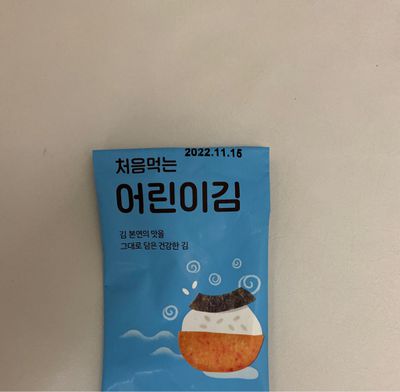 2022.11.15
처음먹는
어린이김
김 본연의 맛을
그대로 담은 건강한 김